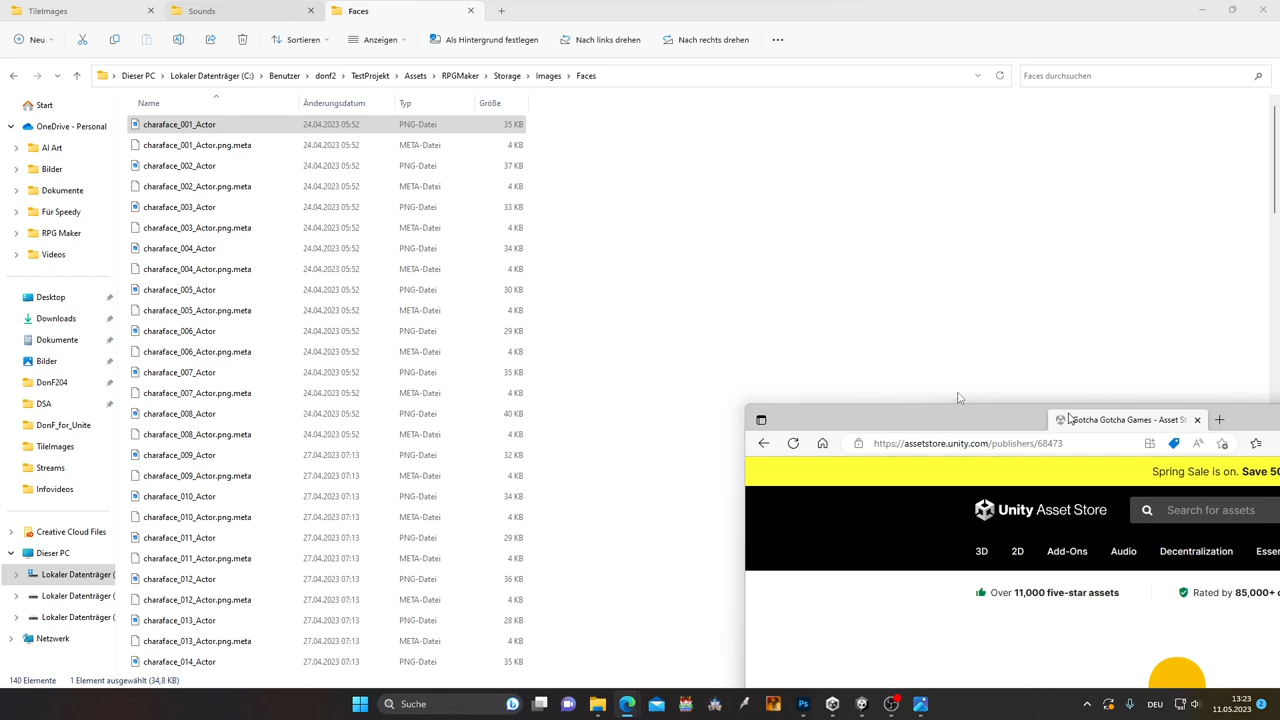 TileImages
Sounds
Faces
Neu
Sortieren
Anzeigen
Als Hintergrund festlegen
Nach links drehen
Nach rechts drehen
Dieser PC
Lokaler Datenträger (C:)
Benutzer
donf2
TestProjekt
Assets
RPGMaker
Storage
Images
Faces
Faces durchsuchen
Name Änderungsdatum Typ Größe
Start
OneDrive - Personal
AI Art
Bilder
Dokumente
Für Speedy
RPG Maker
Videos
Desktop
Downloads
Dokumente
Bilder
DonF204
DSA
DonF_for_Unite
TileImages
Streams
Infovideos
Creative Cloud Files
Dieser PC
Lokaler Datenträger (
Lokaler Datenträger (
Lokaler Datenträger (
Netzwerk
charaface_001_Actor 24.04.2023 05:52 PNG-Datei 35 KB
charaface_001_Actor.png.meta 24.04.2023 05:52 META-Datei 4 KB
charaface_002_Actor 24.04.2023 05:52 PNG-Datei 37 KB
charaface_002_Actor.png.meta 24.04.2023 05:52 META-Datei 4 KB
charaface_003_Actor 24.04.2023 05:52 PNG-Datei 33 KB
charaface_003_Actor.png.meta 24.04.2023 05:52 META-Datei 4 KB
charaface_004_Actor 24.04.2023 05:52 PNG-Datei 34 KB
charaface_004_Actor.png.meta 24.04.2023 05:52 META-Datei 4 KB
charaface_005_Actor 24.04.2023 05:52 PNG-Datei 30 KB
charaface_005_Actor.png.meta 24.04.2023 05:52 META-Datei 4 KB
charaface_006_Actor 24.04.2023 05:52 PNG-Datei 29 KB
charaface_006_Actor.png.meta 24.04.2023 05:52 META-Datei 4 KB
charaface_007_Actor 24.04.2023 05:52 PNG-Datei 35 KB
charaface_007_Actor.png.meta 24.04.2023 05:52 META-Datei 4 KB
charaface_008_Actor 24.04.2023 05:52 PNG-Datei 40 KB
charaface_008_Actor.png.meta 24.04.2023 05:52 META-Datei 4 KB
charaface_009_Actor 27.04.2023 07:13 PNG-Datei 32 KB
charaface_009_Actor.png.meta 27.04.2023 07:13 META-Datei 4 KB
charaface_010_Actor 27.04.2023 07:13 PNG-Datei 34 KB
charaface_010_Actor.png.meta 27.04.2023 07:13 META-Datei 4 KB
charaface_011_Actor 27.04.2023 07:13 PNG-Datei 29 KB
charaface_011_Actor.png.meta 27.04.2023 07:13 META-Datei 4 KB
charaface_012_Actor 27.04.2023 07:13 PNG-Datei 36 KB
charaface_012_Actor.png.meta 27.04.2023 07:13 META-Datei 4 KB
charaface_013_Actor 27.04.2023 07:13 PNG-Datei 28 KB
charaface_013_Actor.png.meta 27.04.2023 07:13 META-Datei 4 KB
charaface_014_Actor 27.04.2023 07:13 PNG-Datei 35 KB
140 Elemente
1 Element ausgewählt (34,8 KB)
Gotcha Gotcha Games - Asset St
https://assetstore.unity.com/publishers/68473
Spring Sale is on. Save 50
Unity Asset Store
Search for assets
3D 2D Add-Ons Audio Decentralization Essen
Over 11,000 five-star assets
Rated by 85,000+ c
Suche
DEU
13:23
11.05.2023
2